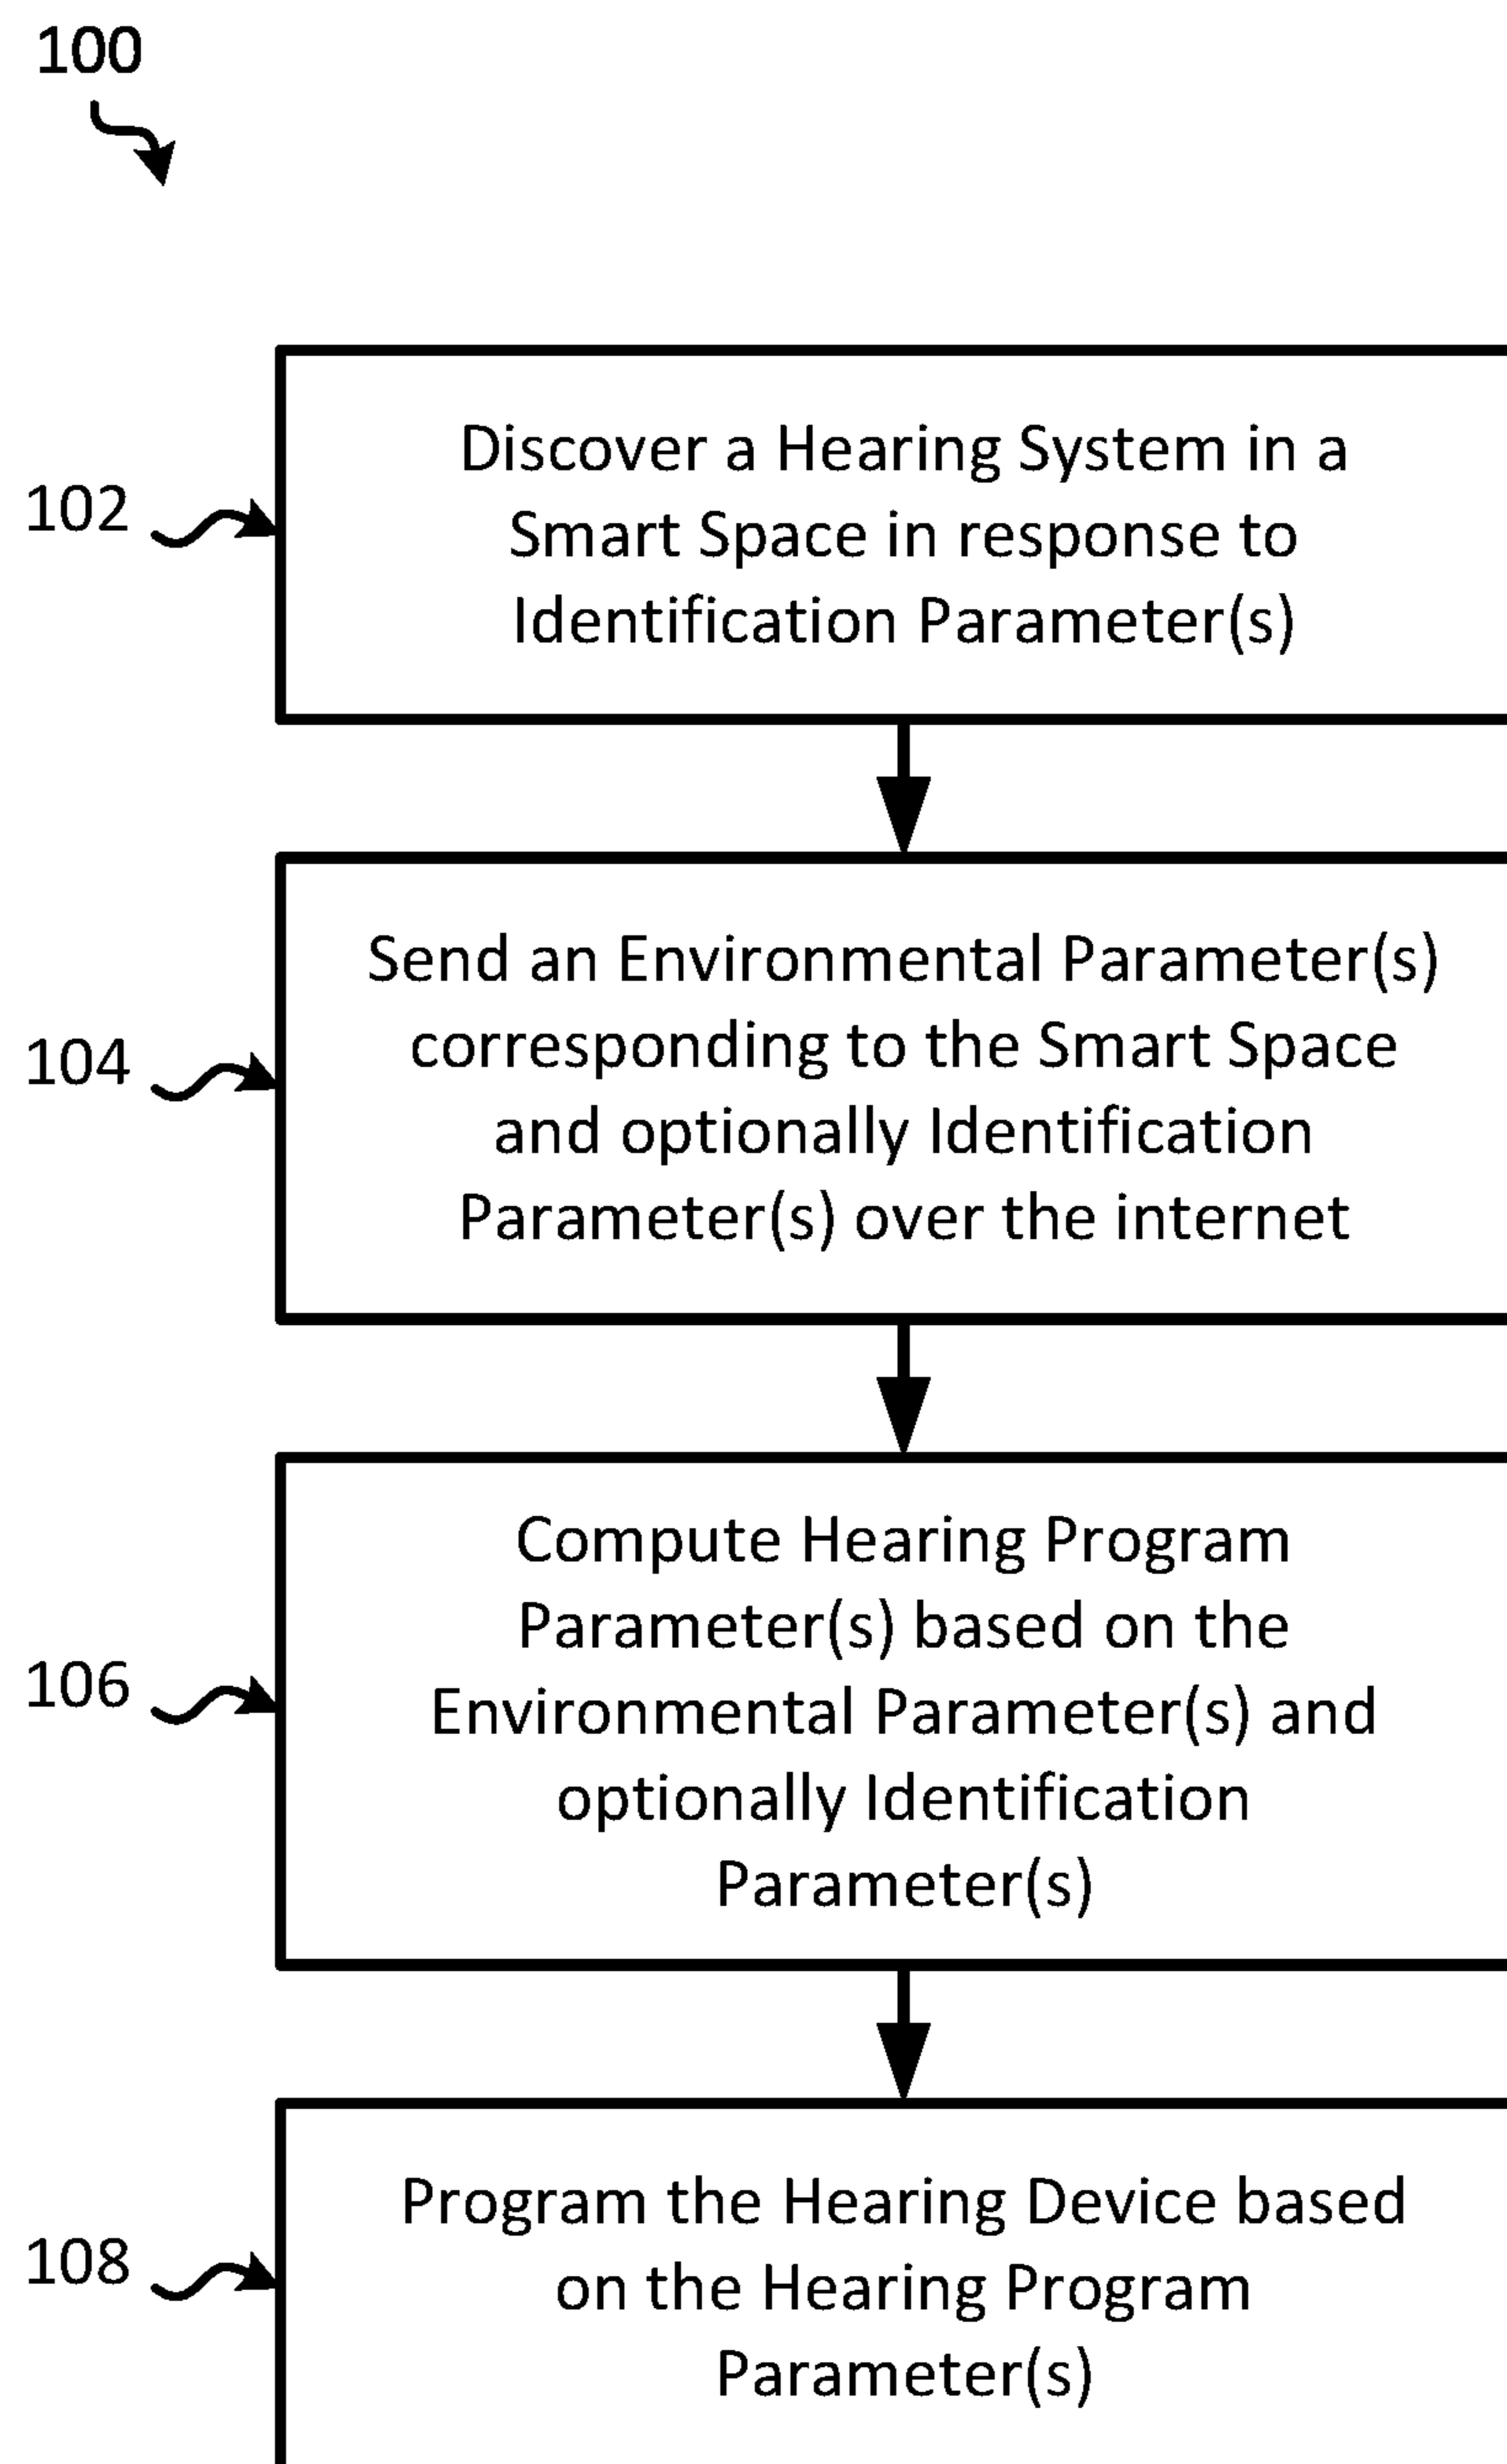 100
102
Discover a Hearing System in a
Smart Space in response to
Identification Parameter(s)
104
Send an Environmental Parameter(s)
corresponding to the Smart Space
and optionally Identification
Parameter(s) over the internet
106
Compute Hearing Program
Parameter(s) based on the
Environmental Parameter(s) and
optionally Identification
Parameter(s)
108
Program the Hearing Device based
on the Hearing Program
Parameter(s)